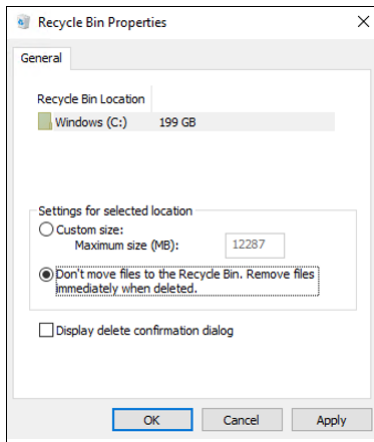 Recycle Bin Properties
General
Recycle Bin Location
Windows (C:) 199 GB
Settings for selected location
Custom size:
Maximum size (MB): 12287
Don't move files to the Recycle Bin. Remove files
immediately when deleted.
Display delete confirmation dialog
OK Cancel Apply